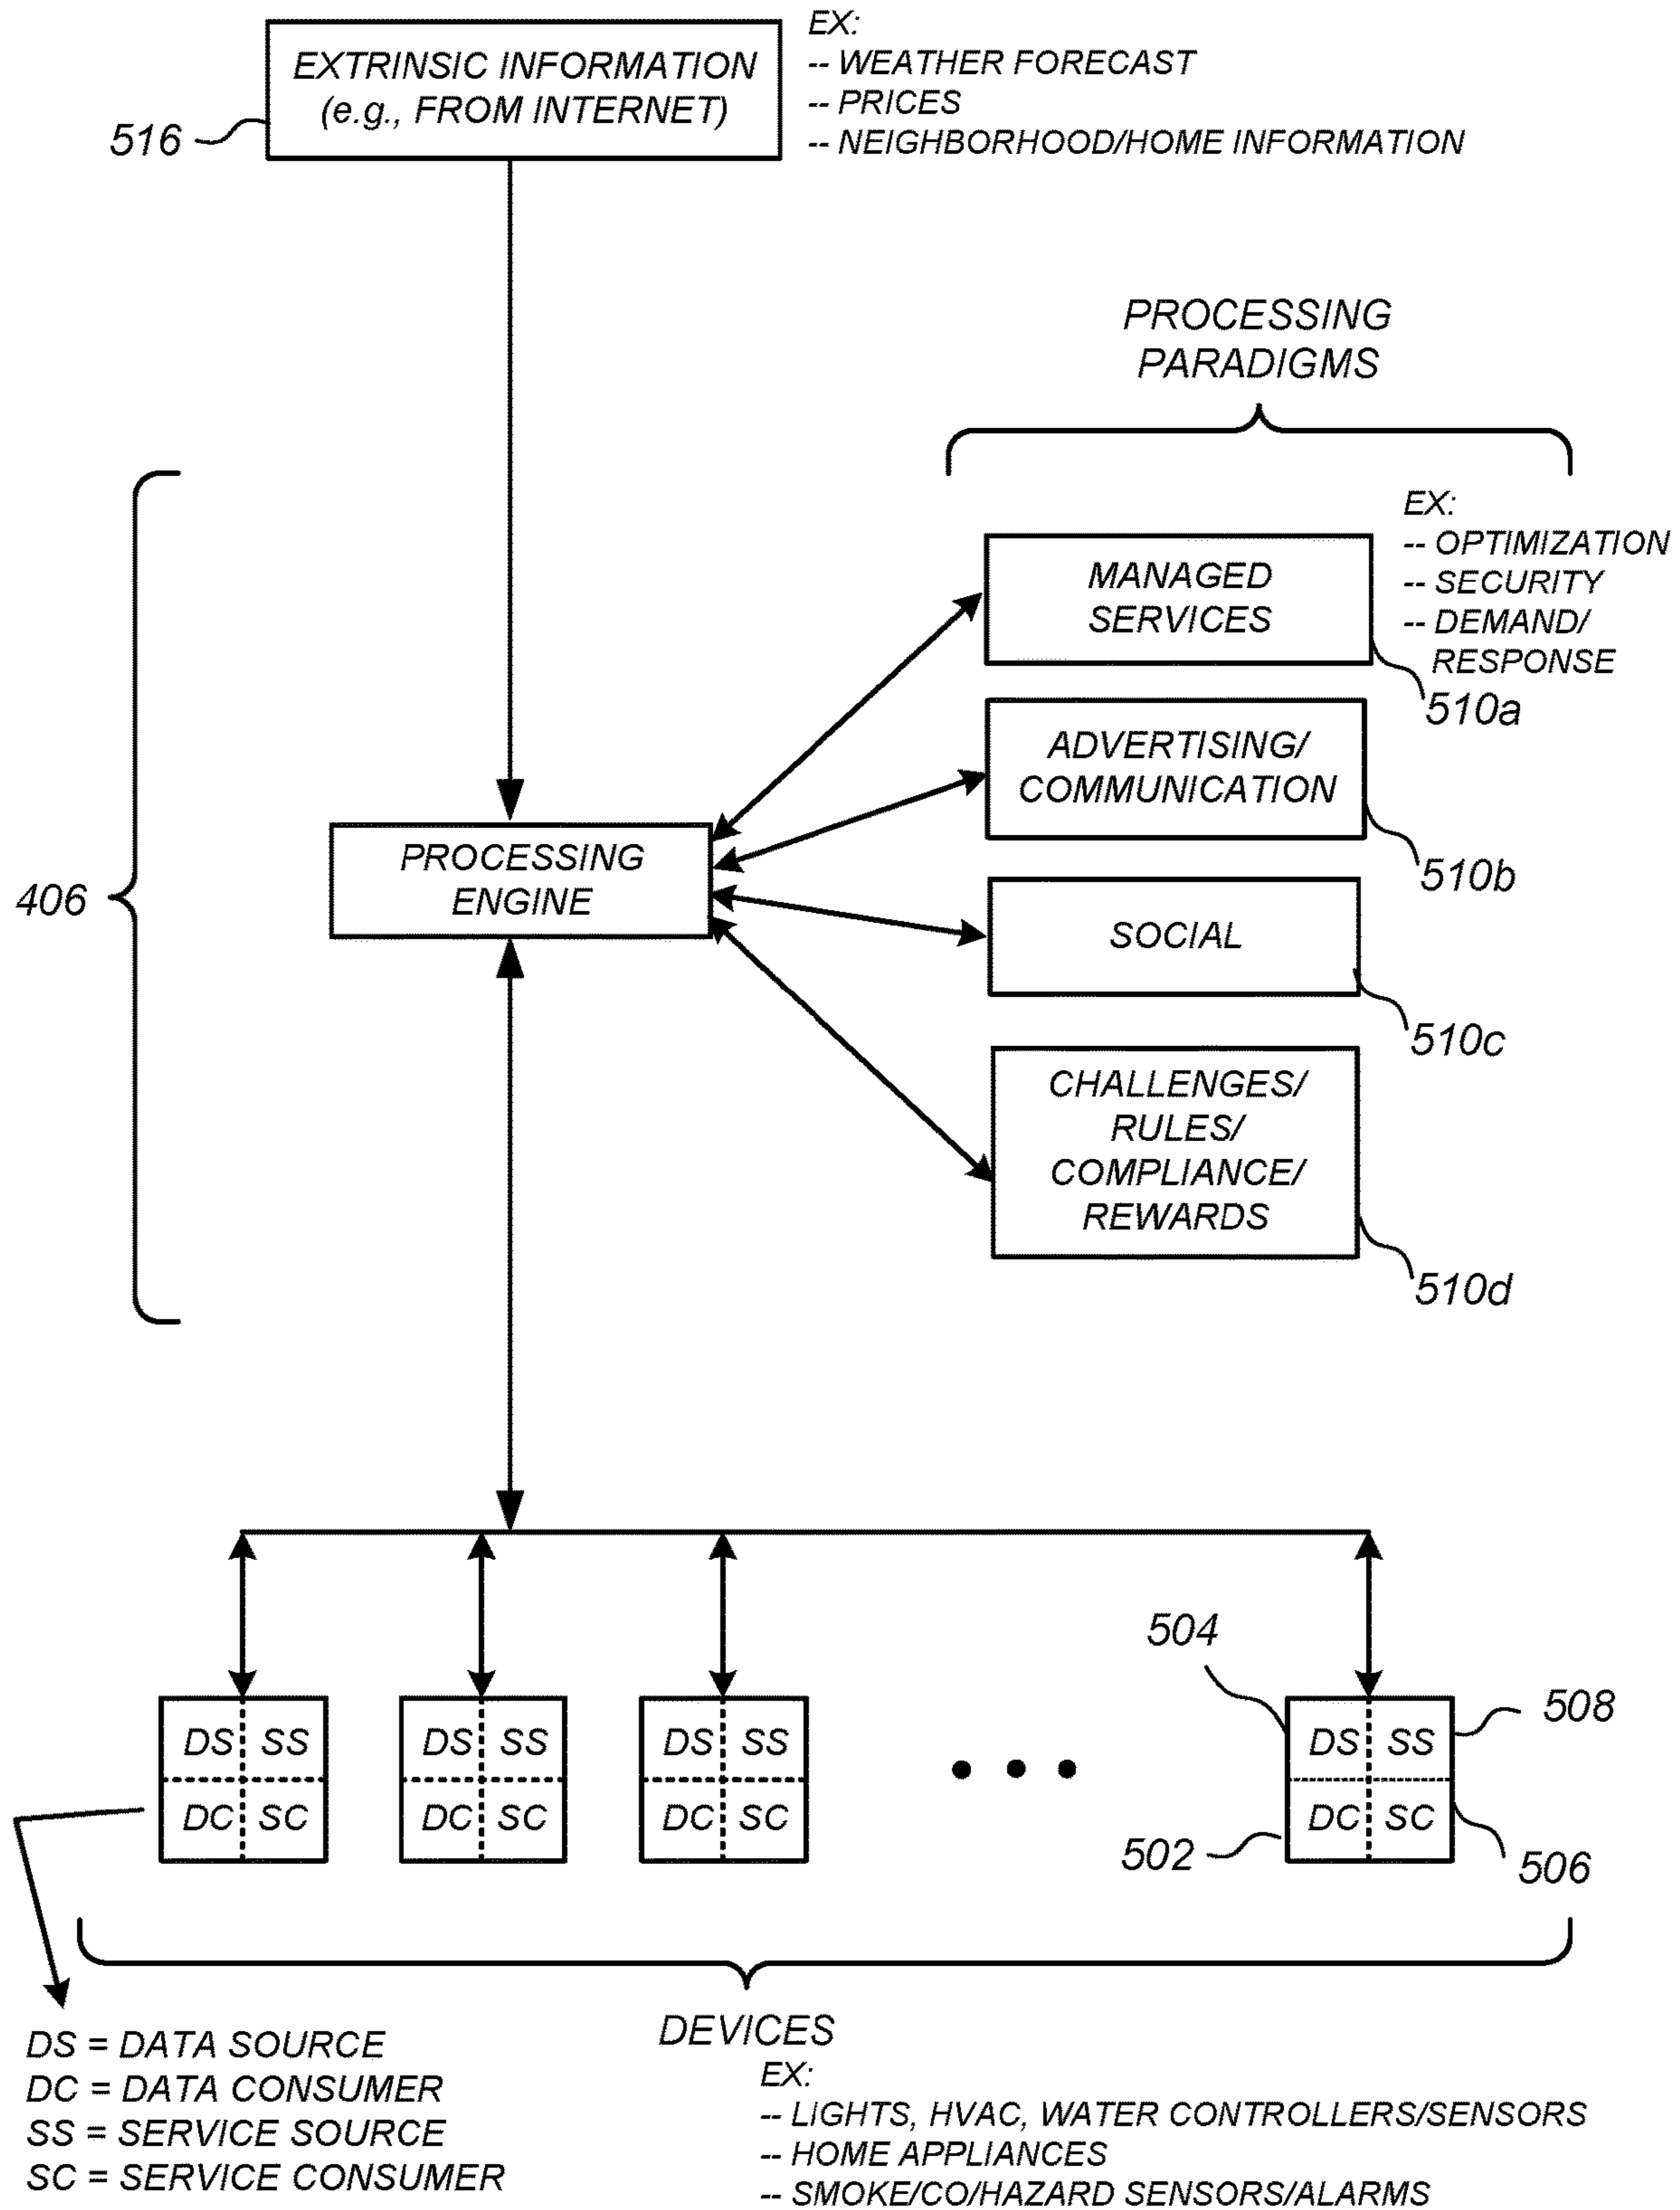 EXTRINSIC INFORMATION
(e.g., FROM INTERNET)
516
EX:
-- WEATHER FORECAST
-- PRICES
-- NEIGHBORHOOD/HOME INFORMATION
PROCESSING
PARADIGMS
EX:
-- OPTIMIZATION
-- SECURITY
-- DEMAND/
RESPONSE
MANAGED
SERVICES
510a
ADVERTISING/
COMMUNICATION
510b
406
PROCESSING
ENGINE
SOCIAL
510c
CHALLENGES/
RULES/
COMPLIANCE/
REWARDS
510d
504
508
DS SS
DC SC
DS SS
DC SC
DS SS
DC SC
DS SS
DC SC
502
506
DS = DATA SOURCE
DC = DATA CONSUMER
SS = SERVICE SOURCE
SC = SERVICE CONSUMER
DEVICES
EX:
-- LIGHTS, HVAC, WATER CONTROLLERS/SENSORS
-- HOME APPLIANCES
-- SMOKE/CO/HAZARD SENSORS/ALARMS